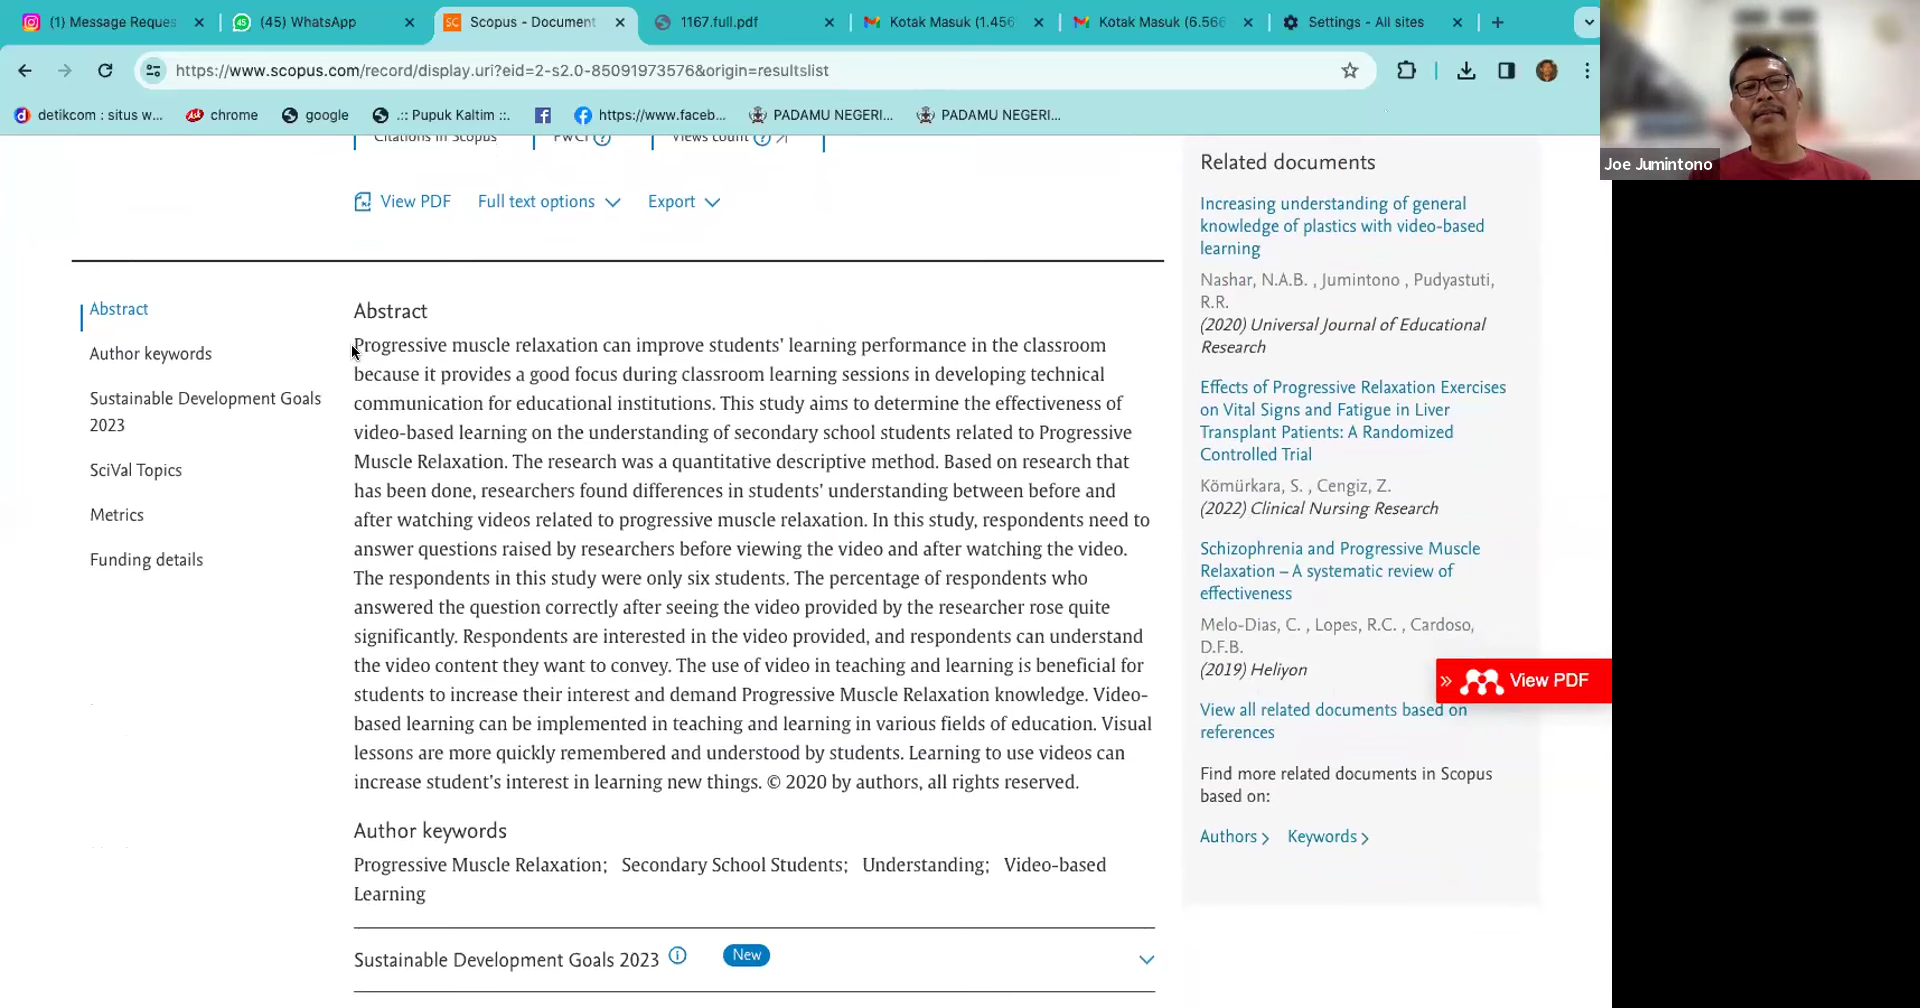 (1) Message Reques
(45) WhatsApp
Scopus - Document
1167.full.pdf
Kotak Masuk (1.456
Kotak Masuk (6.566
Settings - All sites
https://www.scopus.com/record/display.uri?eid=2-s2.0-85091973576&origin=resultslist
detikcom : situs w...
chrome
google
.:: Pupuk Kaltim ::.
https://www.faceb...
PADAMU NEGERI...
PADAMU NEGERI...
Joe Jumintono
Citations in Scopus
FWCI
Views count
View PDF
Full text options
Export
Abstract
Author keywords
Sustainable Development Goals
2023
SciVal Topics
Metrics
Funding details
Abstract
Progressive muscle relaxation can improve students' learning performance in the classroom
because it provides a good focus during classroom learning sessions in developing technical
communication for educational institutions. This study aims to determine the effectiveness of
video-based learning on the understanding of secondary school students related to Progressive
Muscle Relaxation. The research was a quantitative descriptive method. Based on research that
has been done, researchers found differences in students' understanding between before and
after watching videos related to progressive muscle relaxation. In this study, respondents need to
answer questions raised by researchers before viewing the video and after watching the video.
The respondents in this study were only six students. The percentage of respondents who
answered the question correctly after seeing the video provided by the researcher rose quite
significantly. Respondents are interested in the video provided, and respondents can understand
the video content they want to convey. The use of video in teaching and learning is beneficial for
students to increase their interest and demand Progressive Muscle Relaxation knowledge. Video-
based learning can be implemented in teaching and learning in various fields of education. Visual
lessons are more quickly remembered and understood by students. Learning to use videos can
increase student's interest in learning new things. © 2020 by authors, all rights reserved.
Author keywords
Progressive Muscle Relaxation; Secondary School Students; Understanding; Video-based
Learning
Sustainable Development Goals 2023
New
Related documents
Increasing understanding of general
knowledge of plastics with video-based
learning
Nashar, N.A.B. , Jumintono , Pudyastuti,
R.R.
(2020) Universal Journal of Educational
Research
Effects of Progressive Relaxation Exercises
on Vital Signs and Fatigue in Liver
Transplant Patients: A Randomized
Controlled Trial
Kömürkara, S. , Cengiz, Z.
(2022) Clinical Nursing Research
Schizophrenia and Progressive Muscle
Relaxation – A systematic review of
effectiveness
Melo-Dias, C. , Lopes, R.C. , Cardoso,
D.F.B.
(2019) Heliyon
View PDF
View all related documents based on
references
Find more related documents in Scopus
based on:
Authors
Keywords